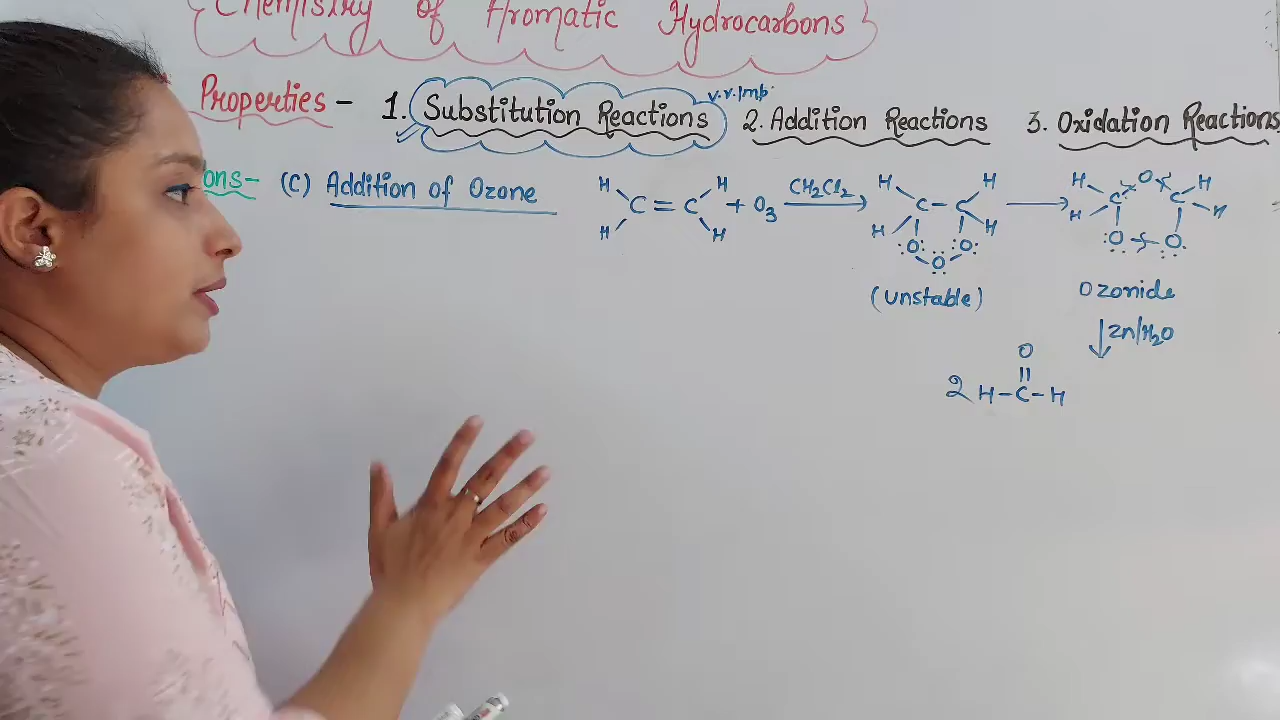 Chemistry of Aromatic Hydrocarbons
Properties - 1. Substitution Reactions v.v.Imp. 2. Addition Reactions 3. Oxidation Reactions
ons- (C) Addition of Ozone
H H
C = C + O3
H H
CH2Cl2
H H
C - C
H H
O O
O
(Unstable)
H O H
C C
H H
O O
Ozonide
Zn/H2O
O
||
2 H-C-H